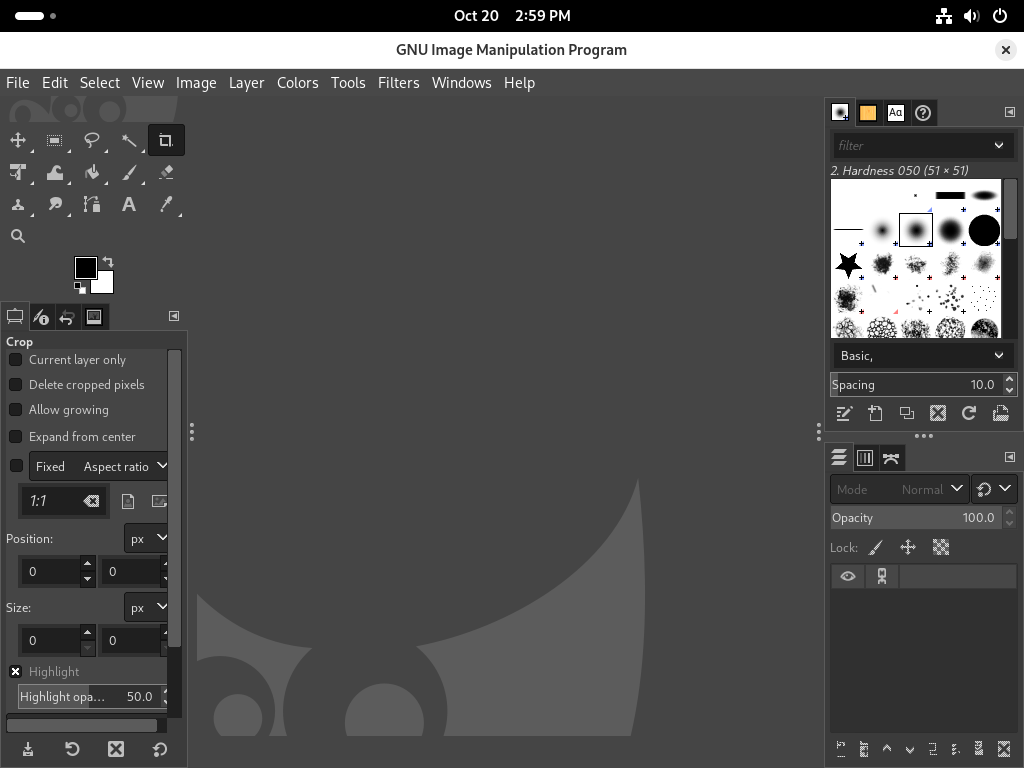 Oct 20 2:59 PM
GNU Image Manipulation Program
File Edit Select View Image Layer Colors Tools Filters Windows Help
Aa
filter
2. Hardness 050 (51 × 51)
Basic,
Spacing 10.0
Crop
Current layer only
Delete cropped pixels
Allow growing
Expand from center
Fixed Aspect ratio
1:1
Position: px
0 0
Size: px
0 0
Highlight
Highlight opa... 50.0
Mode Normal
Opacity 100.0
Lock: